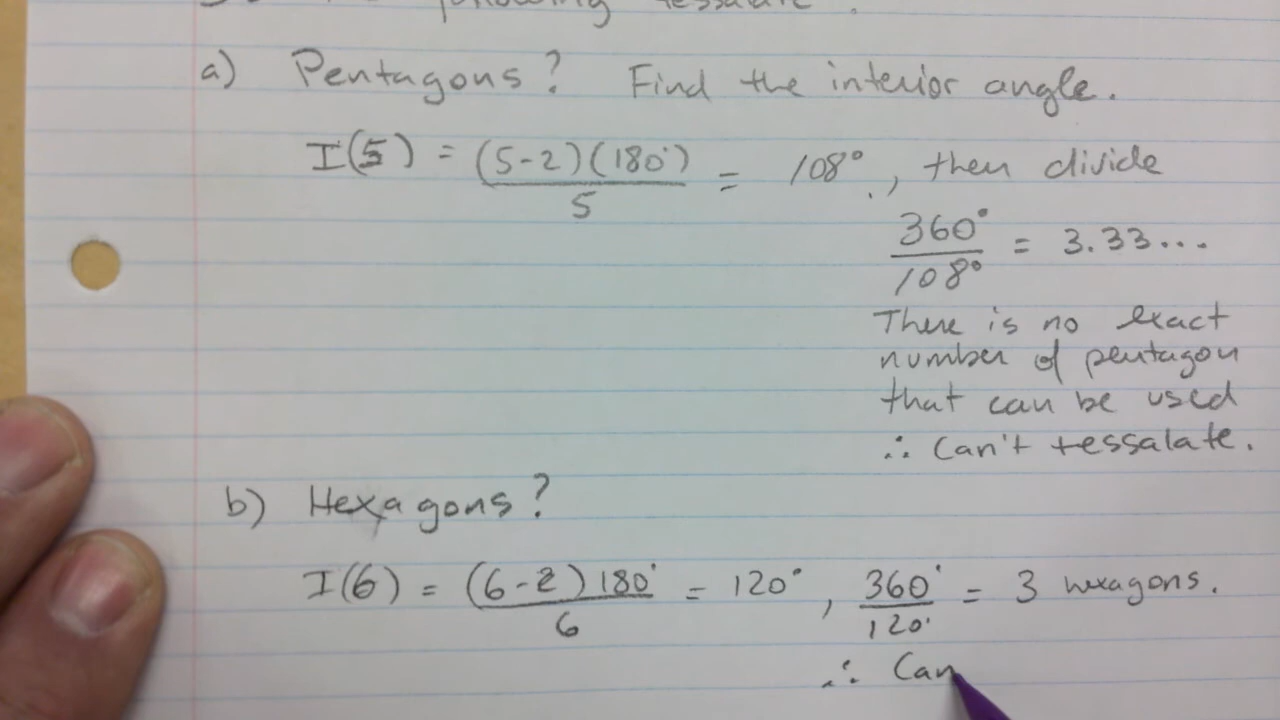 following tessalate.
a) Pentagons? Find the interior angle.
I(5) = (5-2)(180°)/5 = 108°, then divide
360°/108° = 3.33...
There is no exact
number of pentagon
that can be used
∴ Can't tessalate.
b) Hexagons?
I(6) = (6-2)180°/6 = 120°, 360°/120° = 3 hexagons.
∴ Can